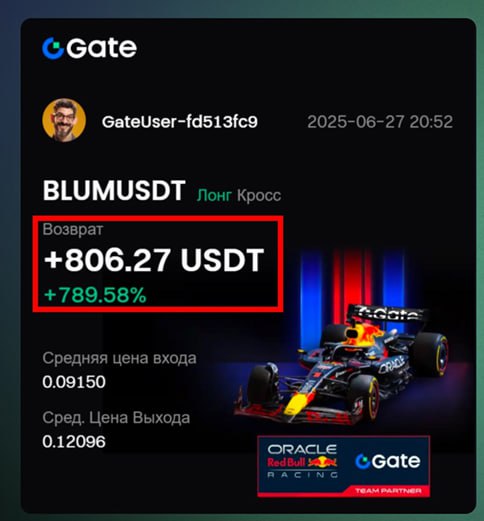 Gate
GateUser-fd513fc9 2025-06-27 20:52
BLUMUSDT Лонг Кросс
Возврат
+806.27 USDT
+789.58%
Средняя цена входа
0.09150
Сред. Цена Выхода
0.12096
Gate
ORACLE
ORACLE
Red Bull
RACING
Gate
TEAM PARTNER